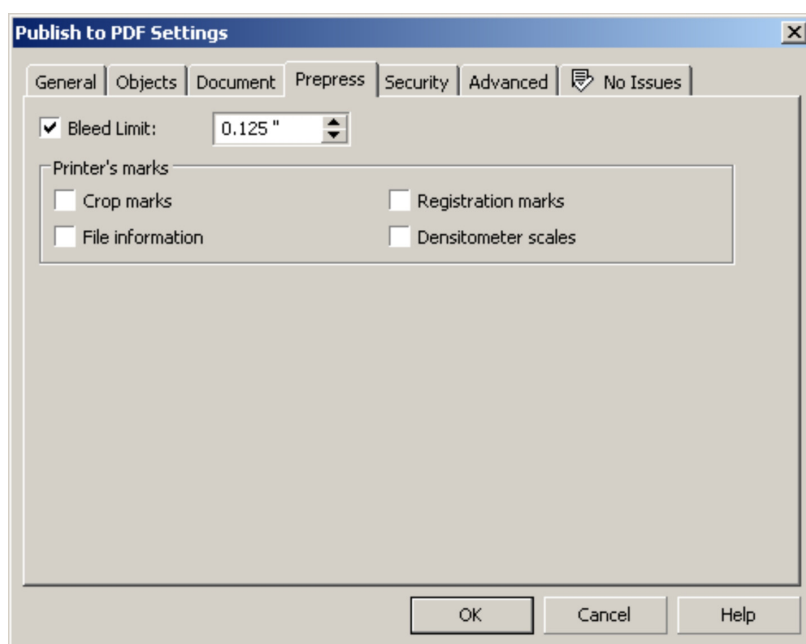 Publish to PDF Settings
General Objects Document Prepress Security Advanced No Issues
Bleed Limit: 0.125 "
Printer's marks
Crop marks Registration marks
File information Densitometer scales
OK Cancel Help